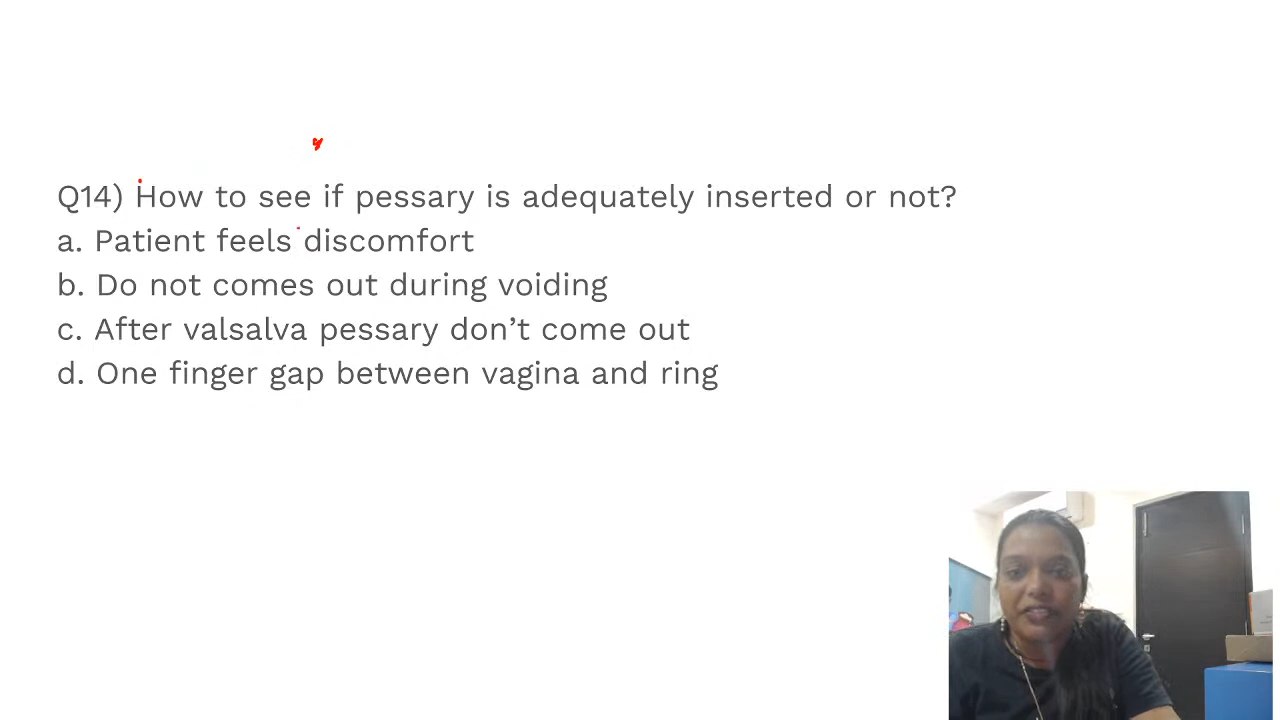 Q14) How to see if pessary is adequately inserted or not?
a. Patient feels discomfort
b. Do not comes out during voiding
c. After valsalva pessary don’t come out
d. One finger gap between vagina and ring